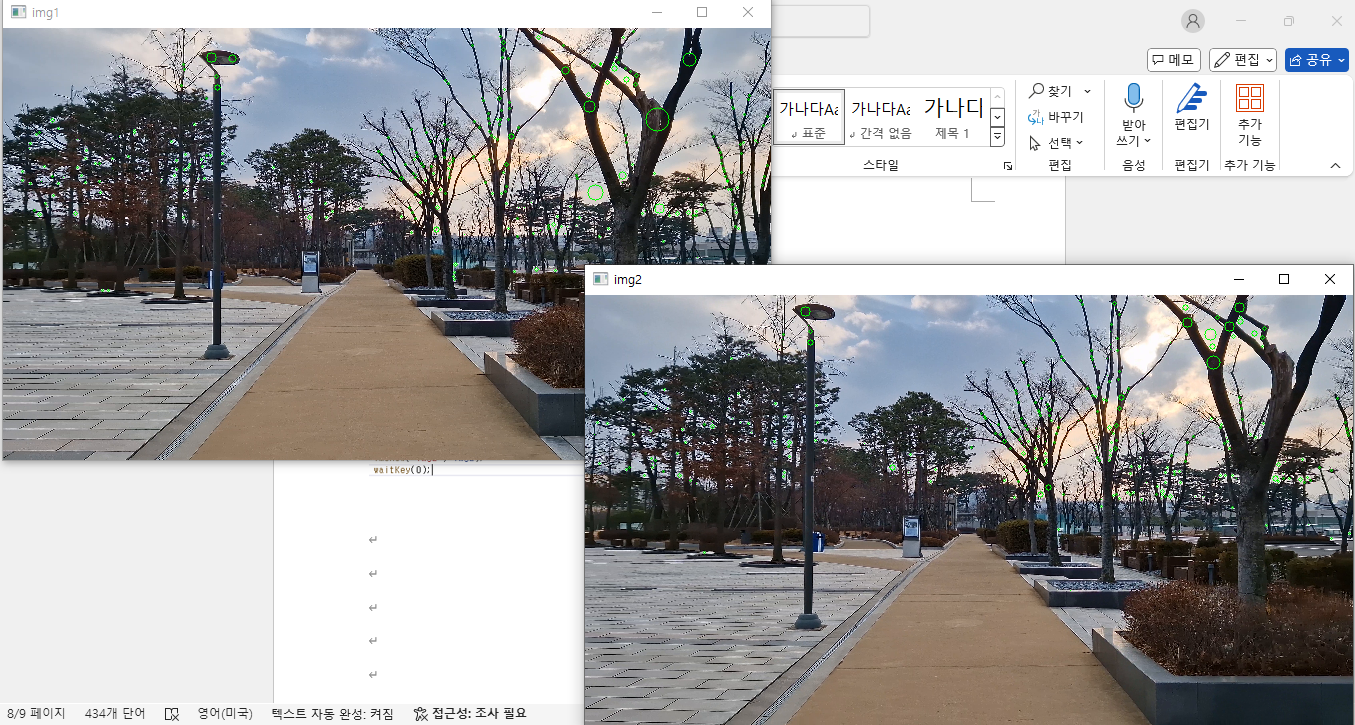 img1
메모
편집
공유
가나다Aa
가나다Aa
가나다
↲ 표준
↲ 간격 없음
제목 1
스타일
찾기
바꾸기
선택
편집
받아
쓰기
음성
편집기
편집기
추가
기능
추가 기능
img2
waitKey(0);
8/9 페이지
434개 단어
영어(미국)
텍스트 자동 완성: 켜짐
접근성: 조사 필요